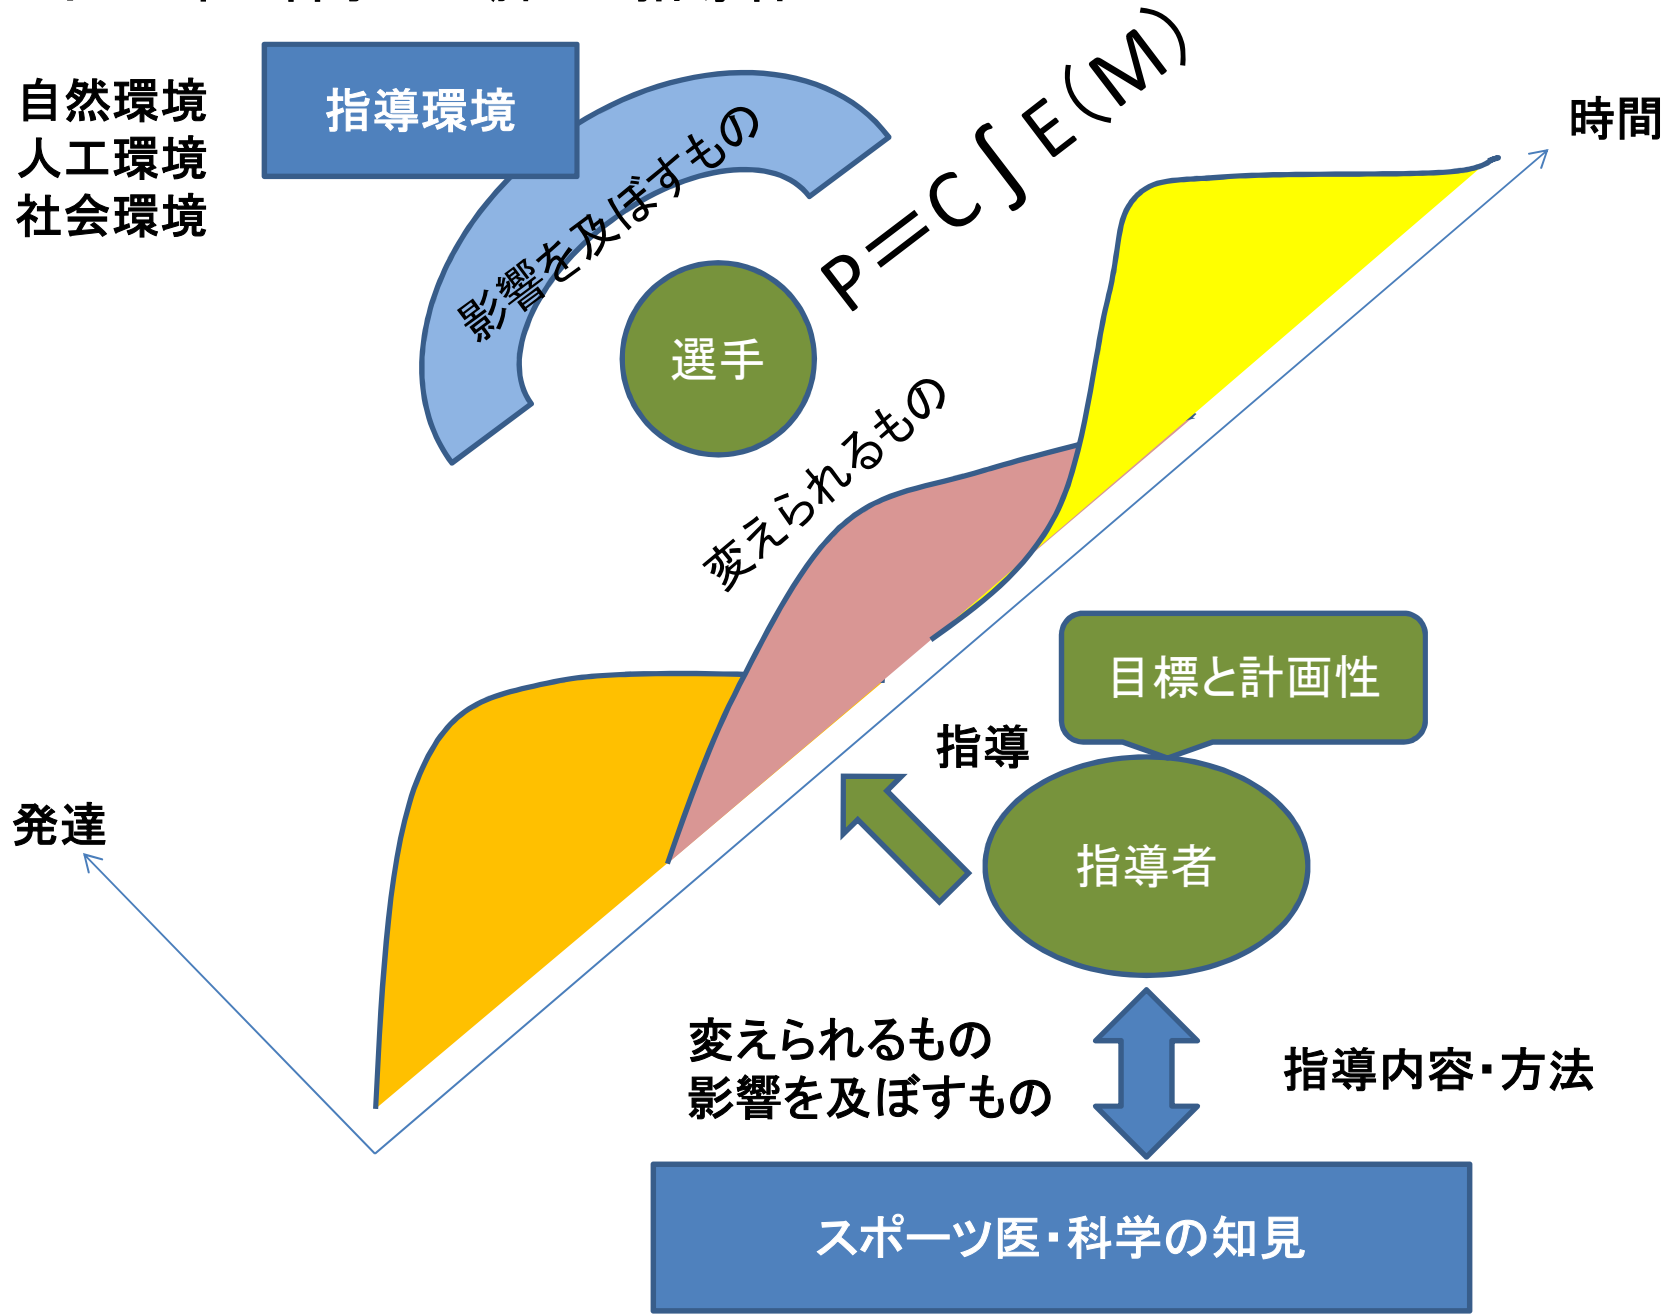 自然環境
人工環境
社会環境
指導環境
影響を及ぼすもの
P=C∫E(M)
時間
選手
変えられるもの
目標と計画性
指導
発達
指導者
変えられるもの
影響を及ぼすもの
指導内容・方法
スポーツ医・科学の知見